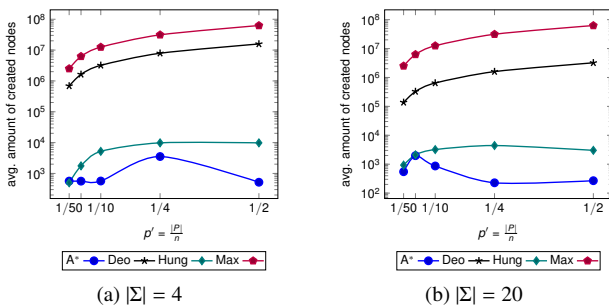 avg. amount of created nodes
10^8
10^7
10^6
10^5
10^4
10^3
1/50 1/10 1/4 1/2
p′ = |P|/n
A* Deo Hung Max
(a) |Σ| = 4
avg. amount of created nodes
10^8
10^7
10^6
10^5
10^4
10^3
10^2
1/50 1/10 1/4 1/2
p′ = |P|/n
A* Deo Hung Max
(b) |Σ| = 20